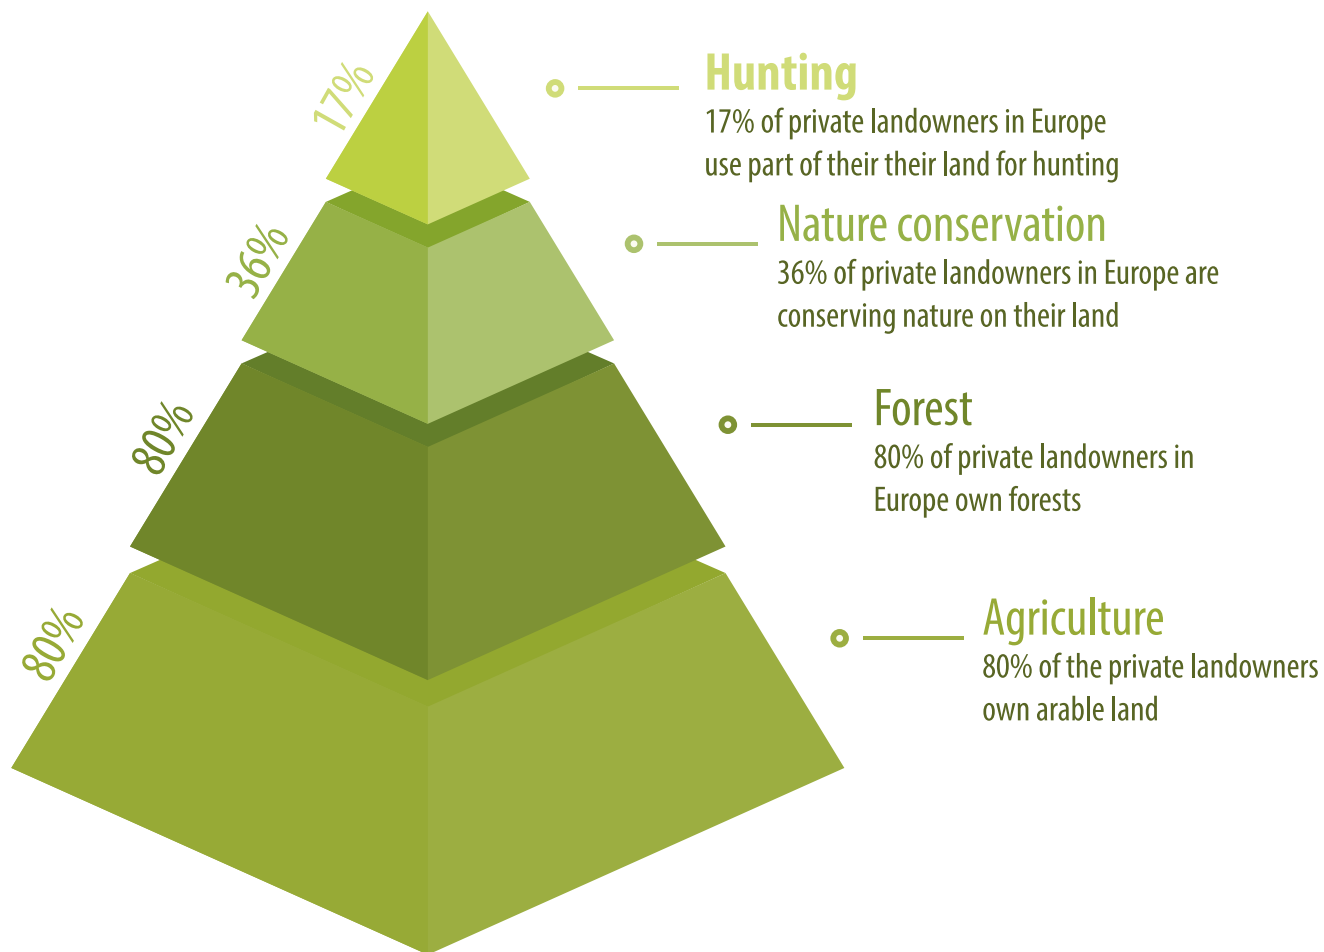 17%
Hunting
17% of private landowners in Europe
use part of their their land for hunting
36%
Nature conservation
36% of private landowners in Europe are
conserving nature on their land
80%
Forest
80% of private landowners in
Europe own forests
80%
Agriculture
80% of the private landowners
own arable land